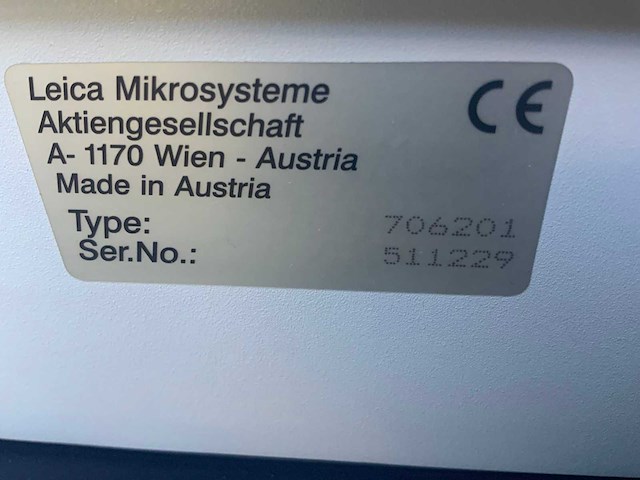 Leica Mikrosysteme CE
Aktiengesellschaft
A- 1170 Wien - Austria
Made in Austria
Type: 706201
Ser.No.: 511229